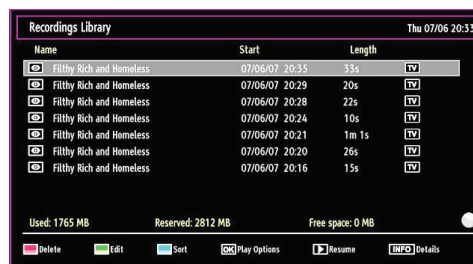 Recordings Library Thu 07/06 20:33
Name Start Length
Filthy Rich and Homeless 07/06/07 20:35 33s TV
Filthy Rich and Homeless 07/06/07 20:29 20s TV
Filthy Rich and Homeless 07/06/07 20:28 22s TV
Filthy Rich and Homeless 07/06/07 20:24 10s TV
Filthy Rich and Homeless 07/06/07 20:21 1m 1s TV
Filthy Rich and Homeless 07/06/07 20:20 26s TV
Filthy Rich and Homeless 07/06/07 20:16 15s TV
Used: 1765 MB Reserved: 2812 MB Free space: 0 MB
Delete Edit Sort OK Play Options Resume INFO Details